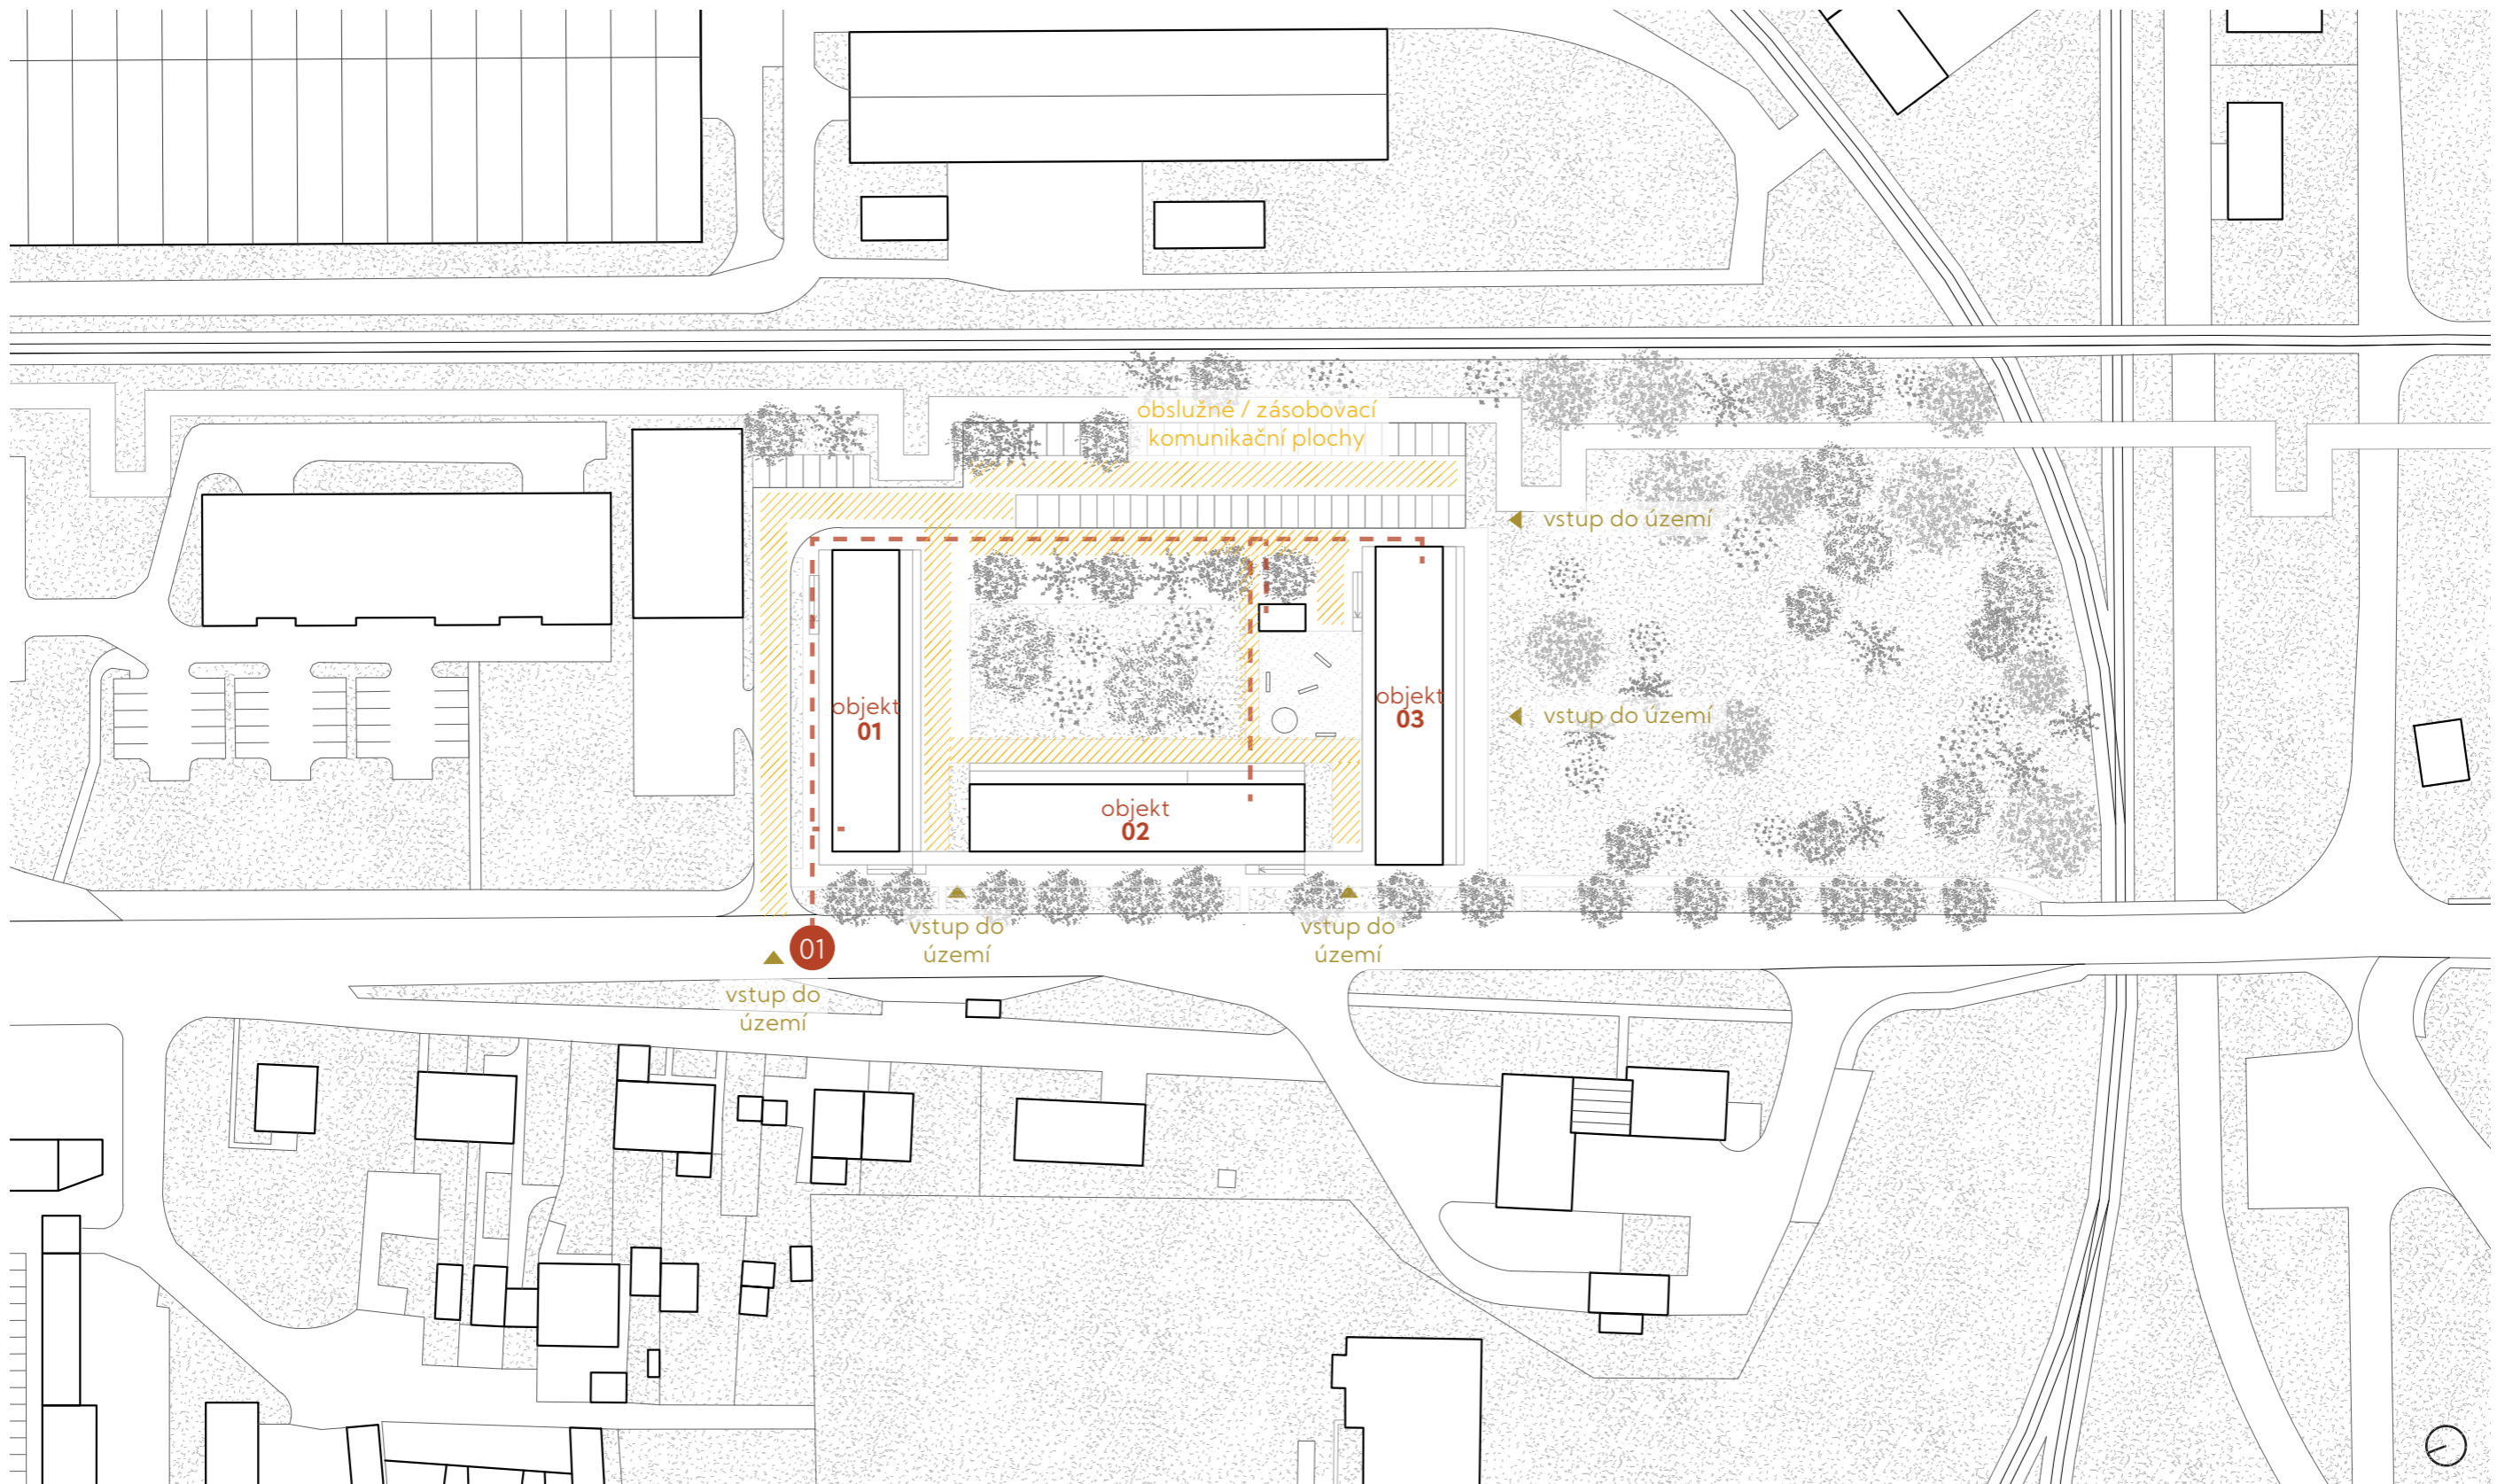 obslužné / zásobovací
komunikační plochy
vstup do území
objekt
01
objekt
03
vstup do území
objekt
02
vstup do
území
vstup do
území
01
vstup do
území